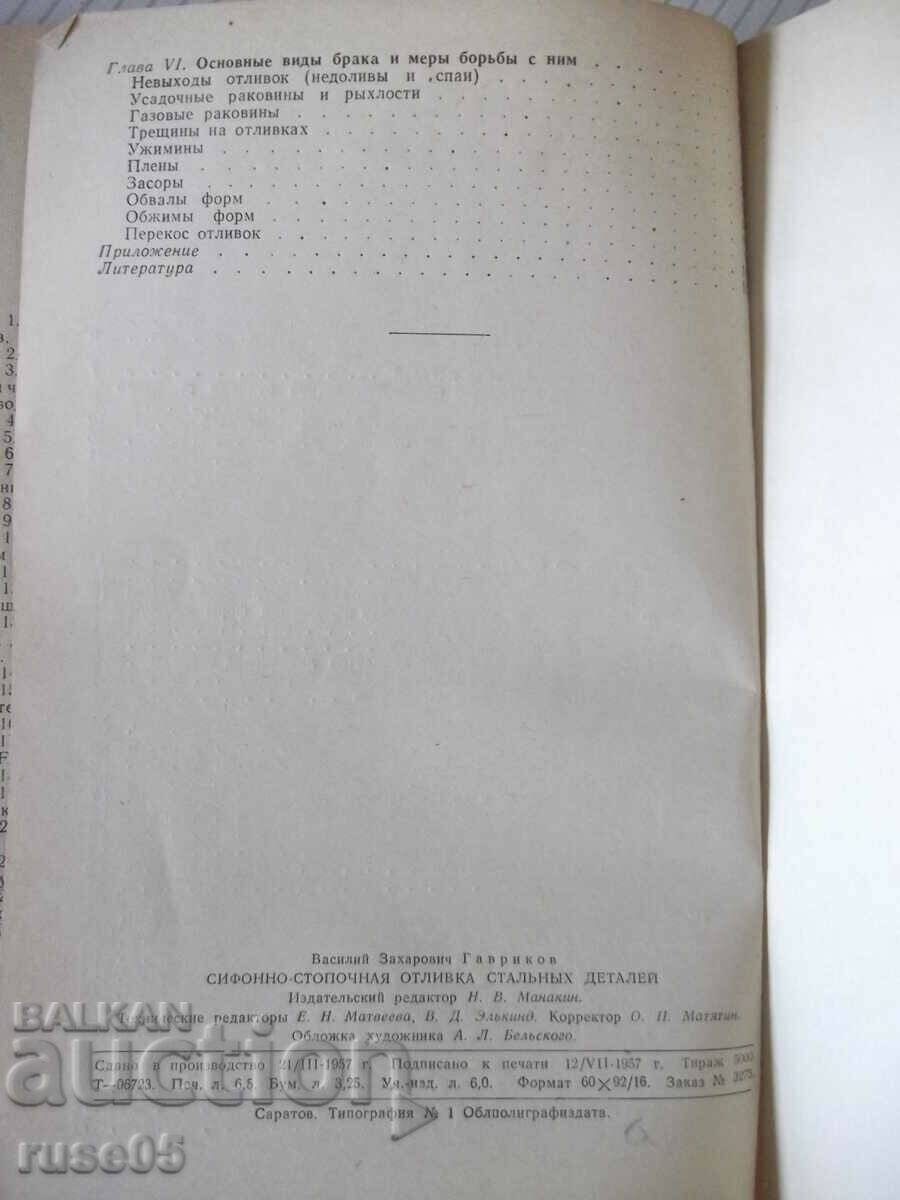 Глава VI. Основные виды брака и меры борьбы с ним . . . .
Невыходы отливок (недоливы и спаи) . . . . . . .
Усадочные раковины и рыхлости . . . . . . . . .
Газовые раковины . . . . . . . . . . . . .
Трещины на отливках . . . . . . . . . . . .
Ужимины . . . . . . . . . . . . . . . .
Плены . . . . . . . . . . . . . . . . .
Засоры . . . . . . . . . . . . . . . . .
Обвалы форм . . . . . . . . . . . . . .
Обжимы форм . . . . . . . . . . . . . .
Перекос отливок . . . . . . . . . . . . .
Приложение . . . . . . . . . . . . . . . .
Литература . . . . . . . . . . . . . . . .
Василий Захарович Гавриков
СИФОННО-СТОПОЧНАЯ ОТЛИВКА СТАЛЬНЫХ ДЕТАЛЕЙ
Издательский редактор Н. В. Манакин.
Технические редакторы Е. Н. Матвеева, В. Д. Элькинд. Корректор О. П. Матягин.
Обложка художника А. Л. Бельского.
Сдано в производство 21/III-1957 г. Подписано к печати 12/VII-1957 г. Тираж 5000
Т—06723. Печ. л. 6,5. Бум. л. 3,25. Уч.-изд. л. 6,0. Формат 60×92/16. Заказ № 3275.
Саратов. Типография № 1 Облполиграфиздата.
BALKAN
auction
ruse05